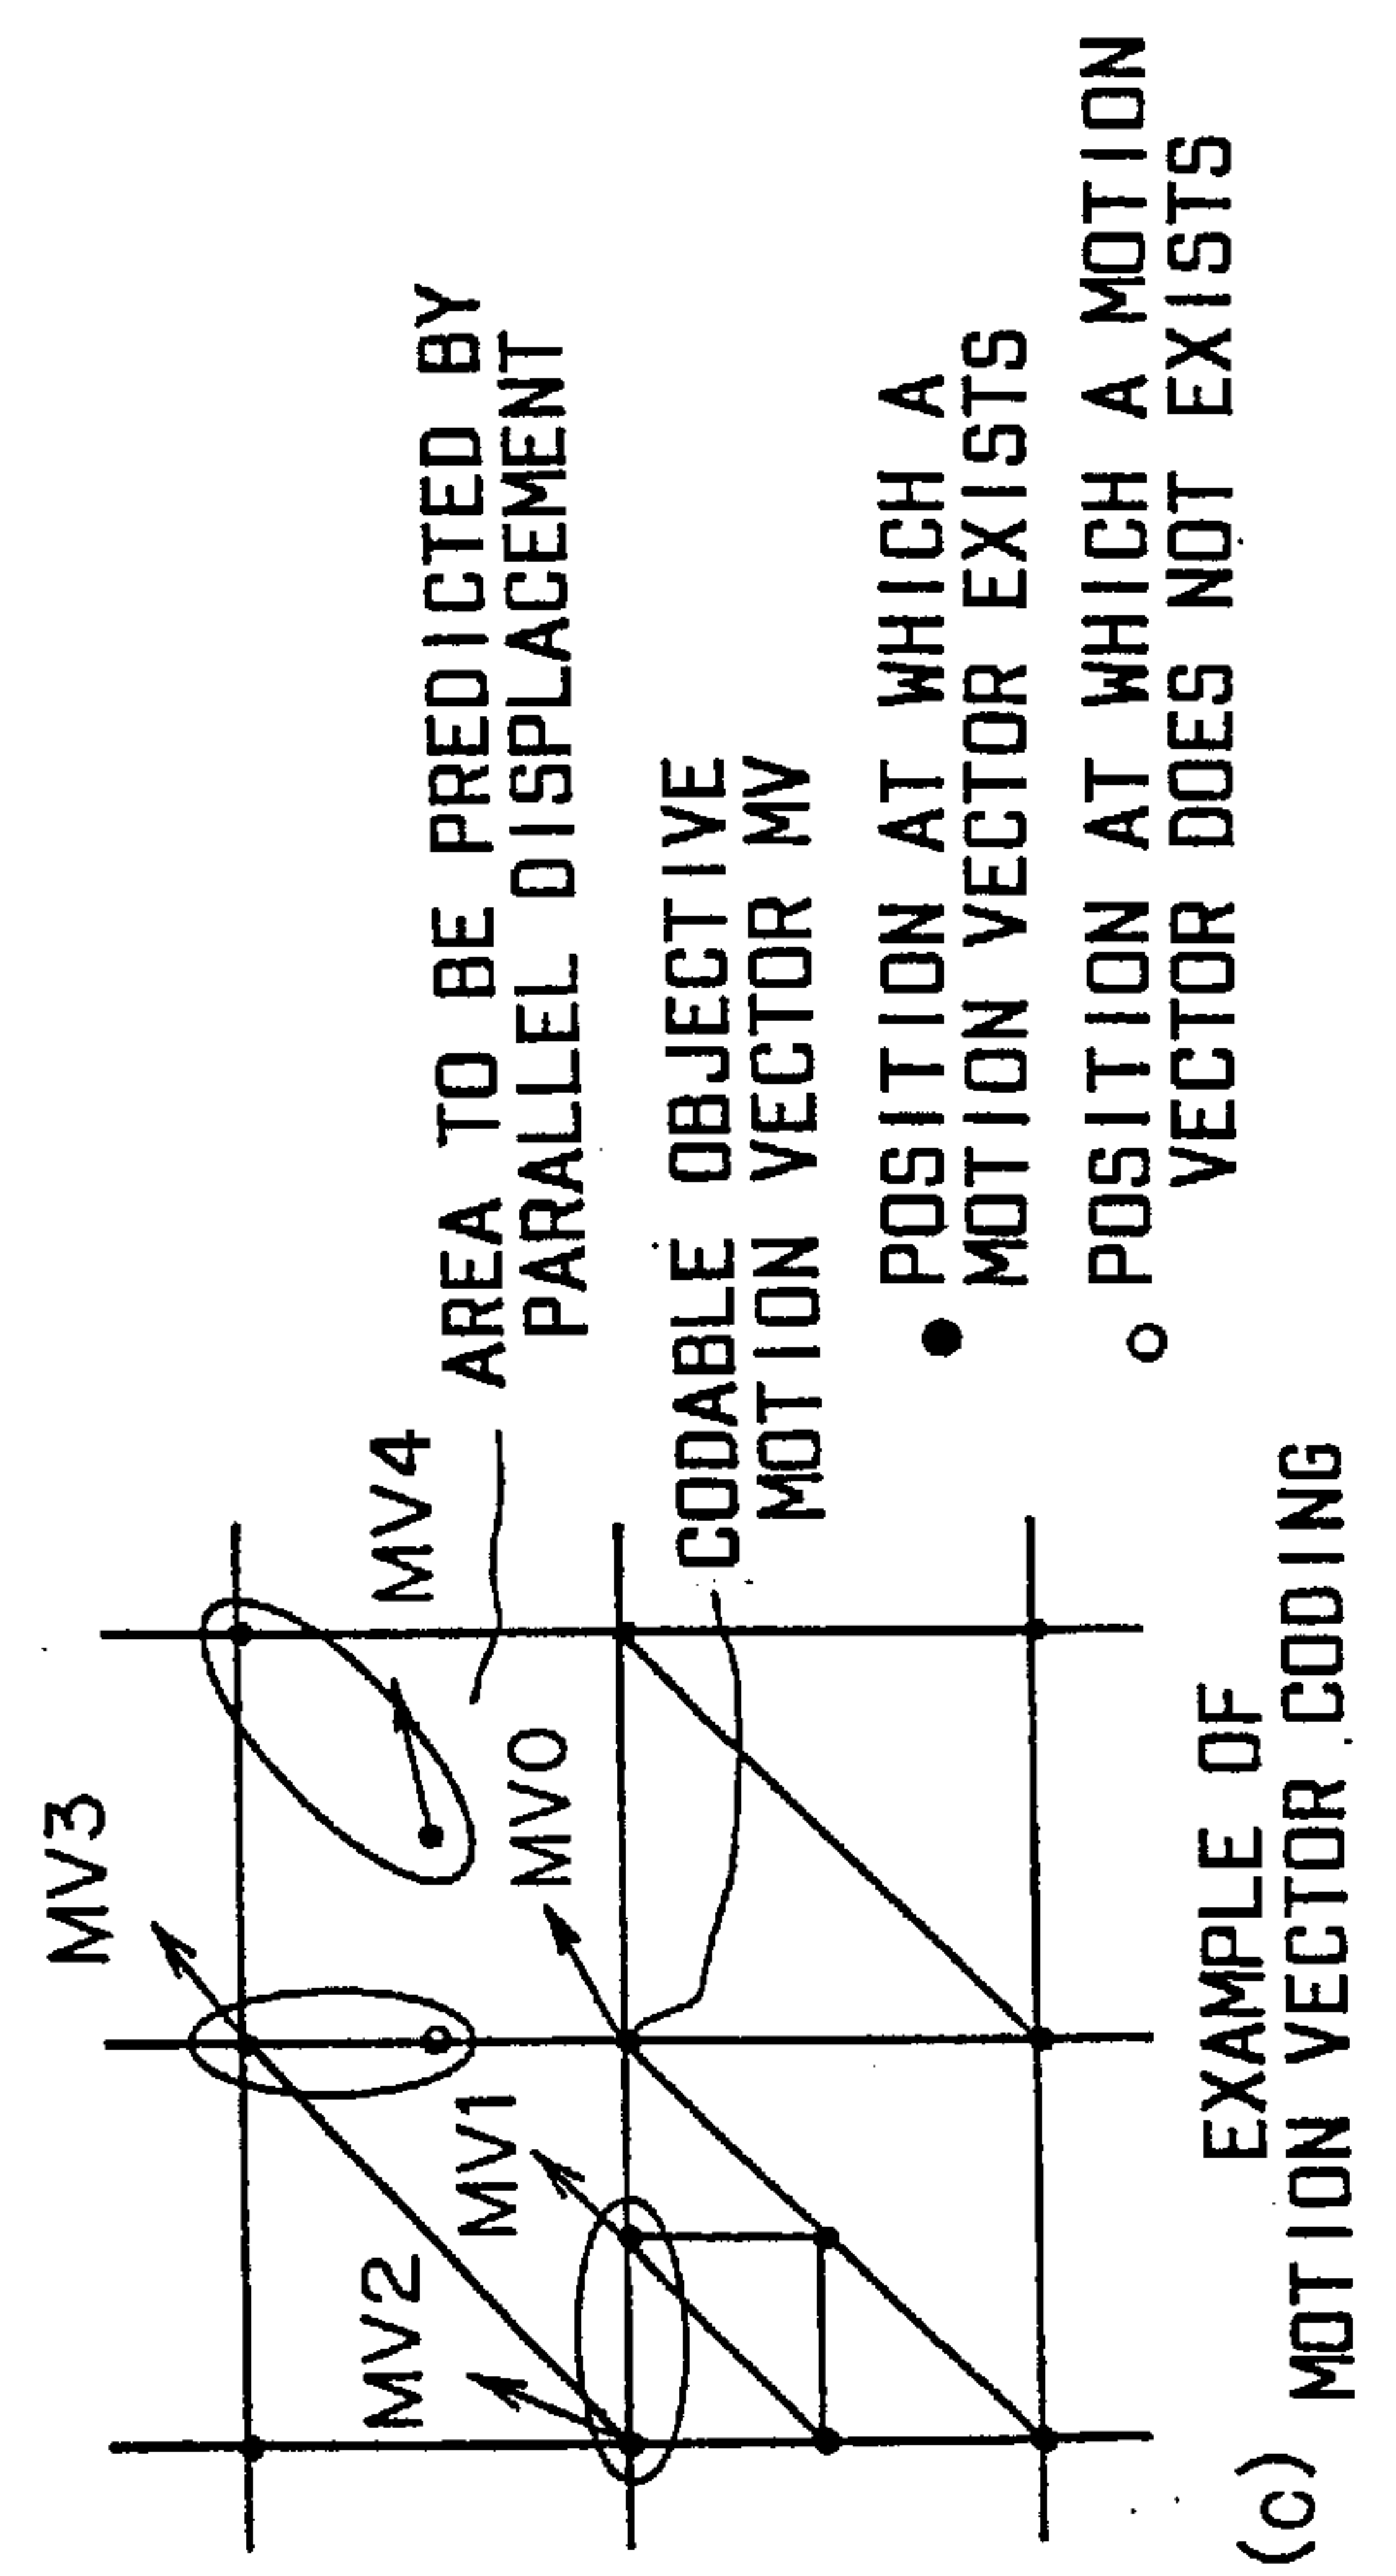 MV3
MV4
MV2
MV1
MV0
AREA TO BE PREDICTED BY
PARALLEL DISPLACEMENT
CODABLE OBJECTIVE
MOTION VECTOR MV
POSITION AT WHICH A
MOTION VECTOR EXISTS
POSITION AT WHICH A MOTION
VECTOR DOES NOT EXISTS
(c) EXAMPLE OF
MOTION VECTOR CODING